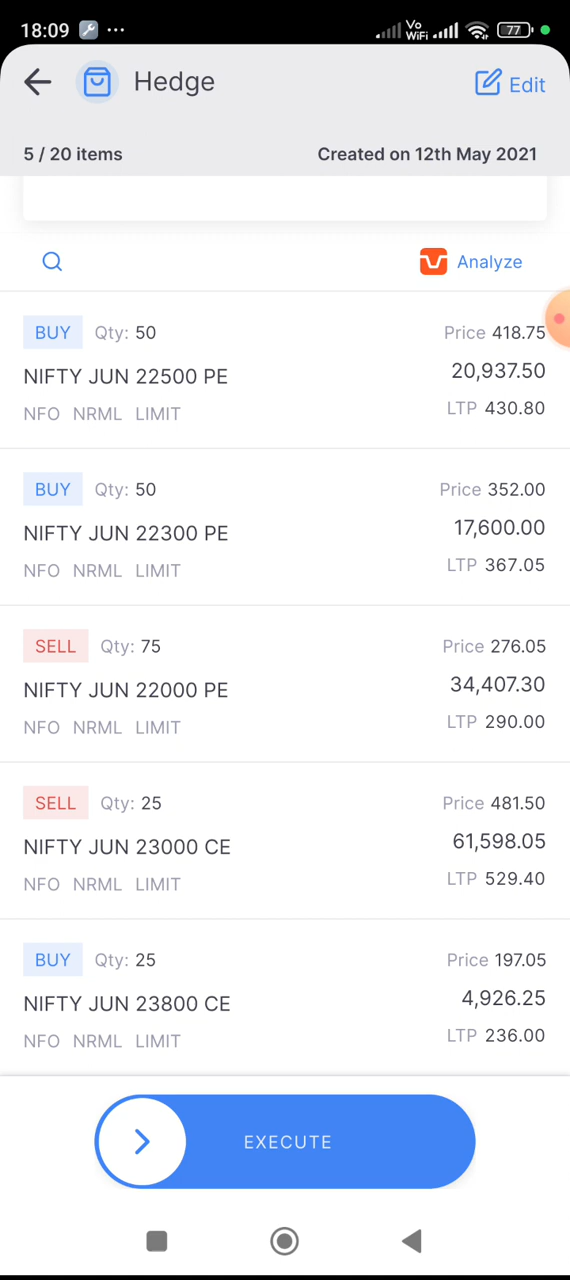 18:09 ... Vo WiFi 77
Hedge Edit
5 / 20 items Created on 12th May 2021
Analyze
BUY Qty: 50 Price 418.75
NIFTY JUN 22500 PE 20,937.50
NFO NRML LIMIT LTP 430.80
BUY Qty: 50 Price 352.00
NIFTY JUN 22300 PE 17,600.00
NFO NRML LIMIT LTP 367.05
SELL Qty: 75 Price 276.05
NIFTY JUN 22000 PE 34,407.30
NFO NRML LIMIT LTP 290.00
SELL Qty: 25 Price 481.50
NIFTY JUN 23000 CE 61,598.05
NFO NRML LIMIT LTP 529.40
BUY Qty: 25 Price 197.05
NIFTY JUN 23800 CE 4,926.25
NFO NRML LIMIT LTP 236.00
EXECUTE